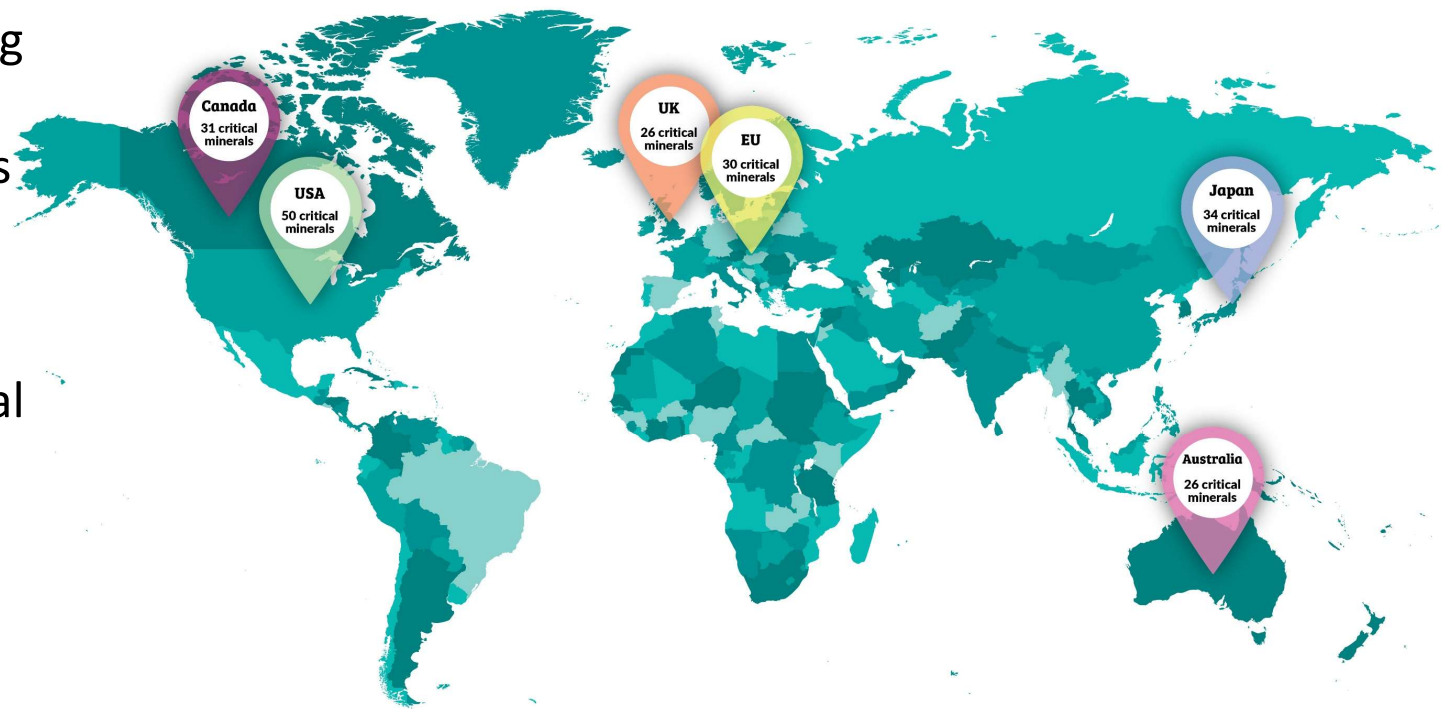 g
s
al
Canada
31 critical
minerals
USA
50 critical
minerals
UK
26 critical
minerals
EU
30 critical
minerals
Japan
34 critical
minerals
Australia
26 critical
minerals